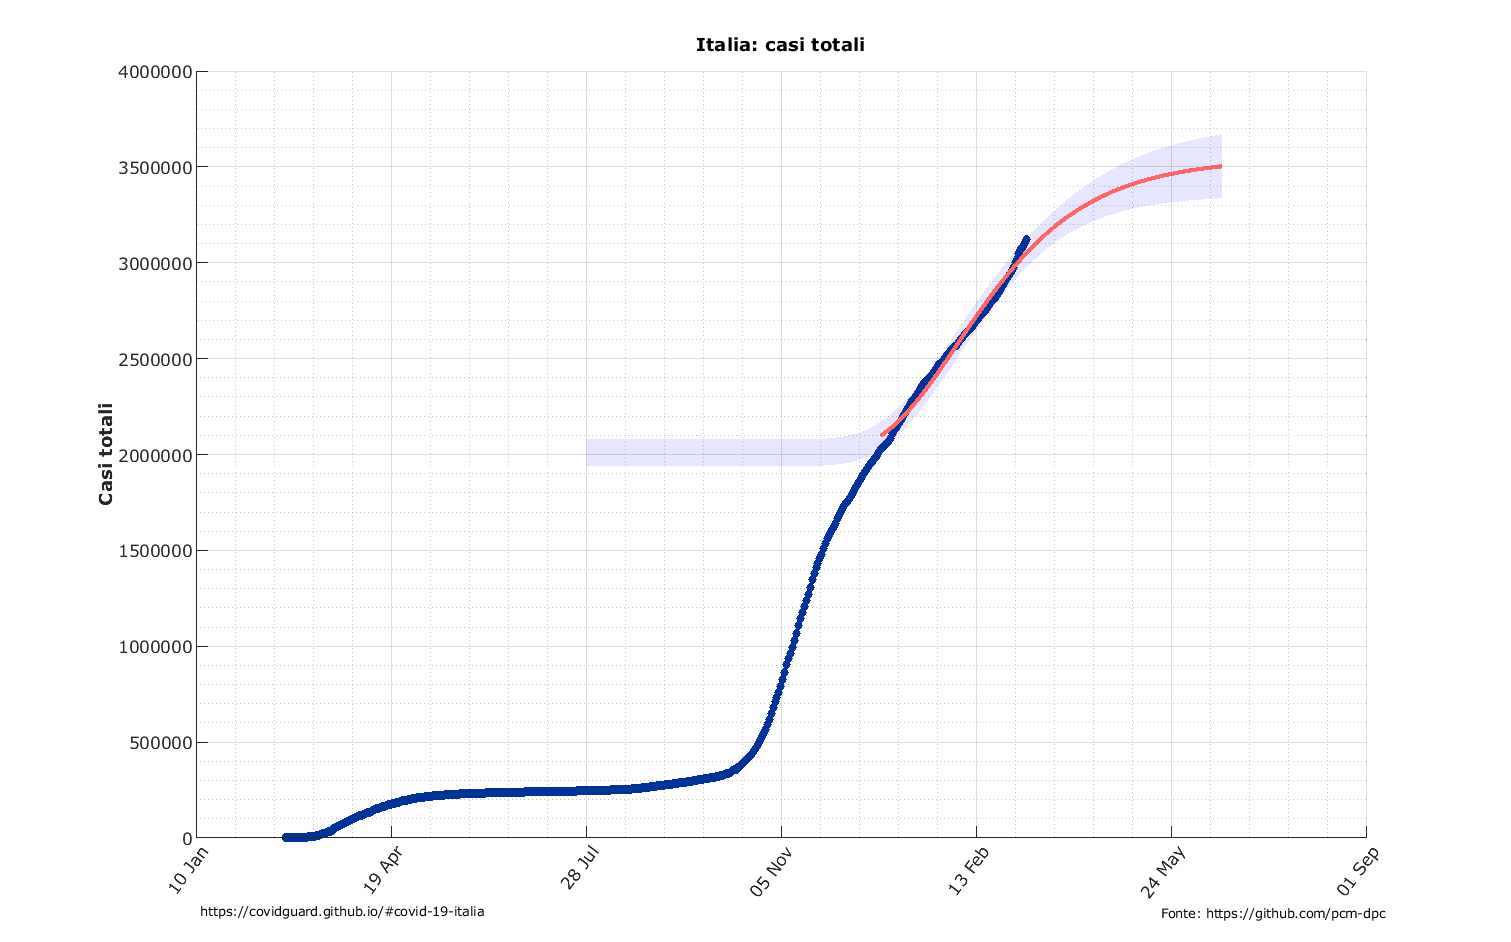 Italia: casi totali
4000000
3500000
3000000
2500000
2000000
1500000
1000000
500000
0
Casi totali
10 Jan
19 Apr
28 Jul
05 Nov
13 Feb
24 May
01 Sep
https://covidguard.github.io/#covid-19-italia
Fonte: https://github.com/pcm-dpc